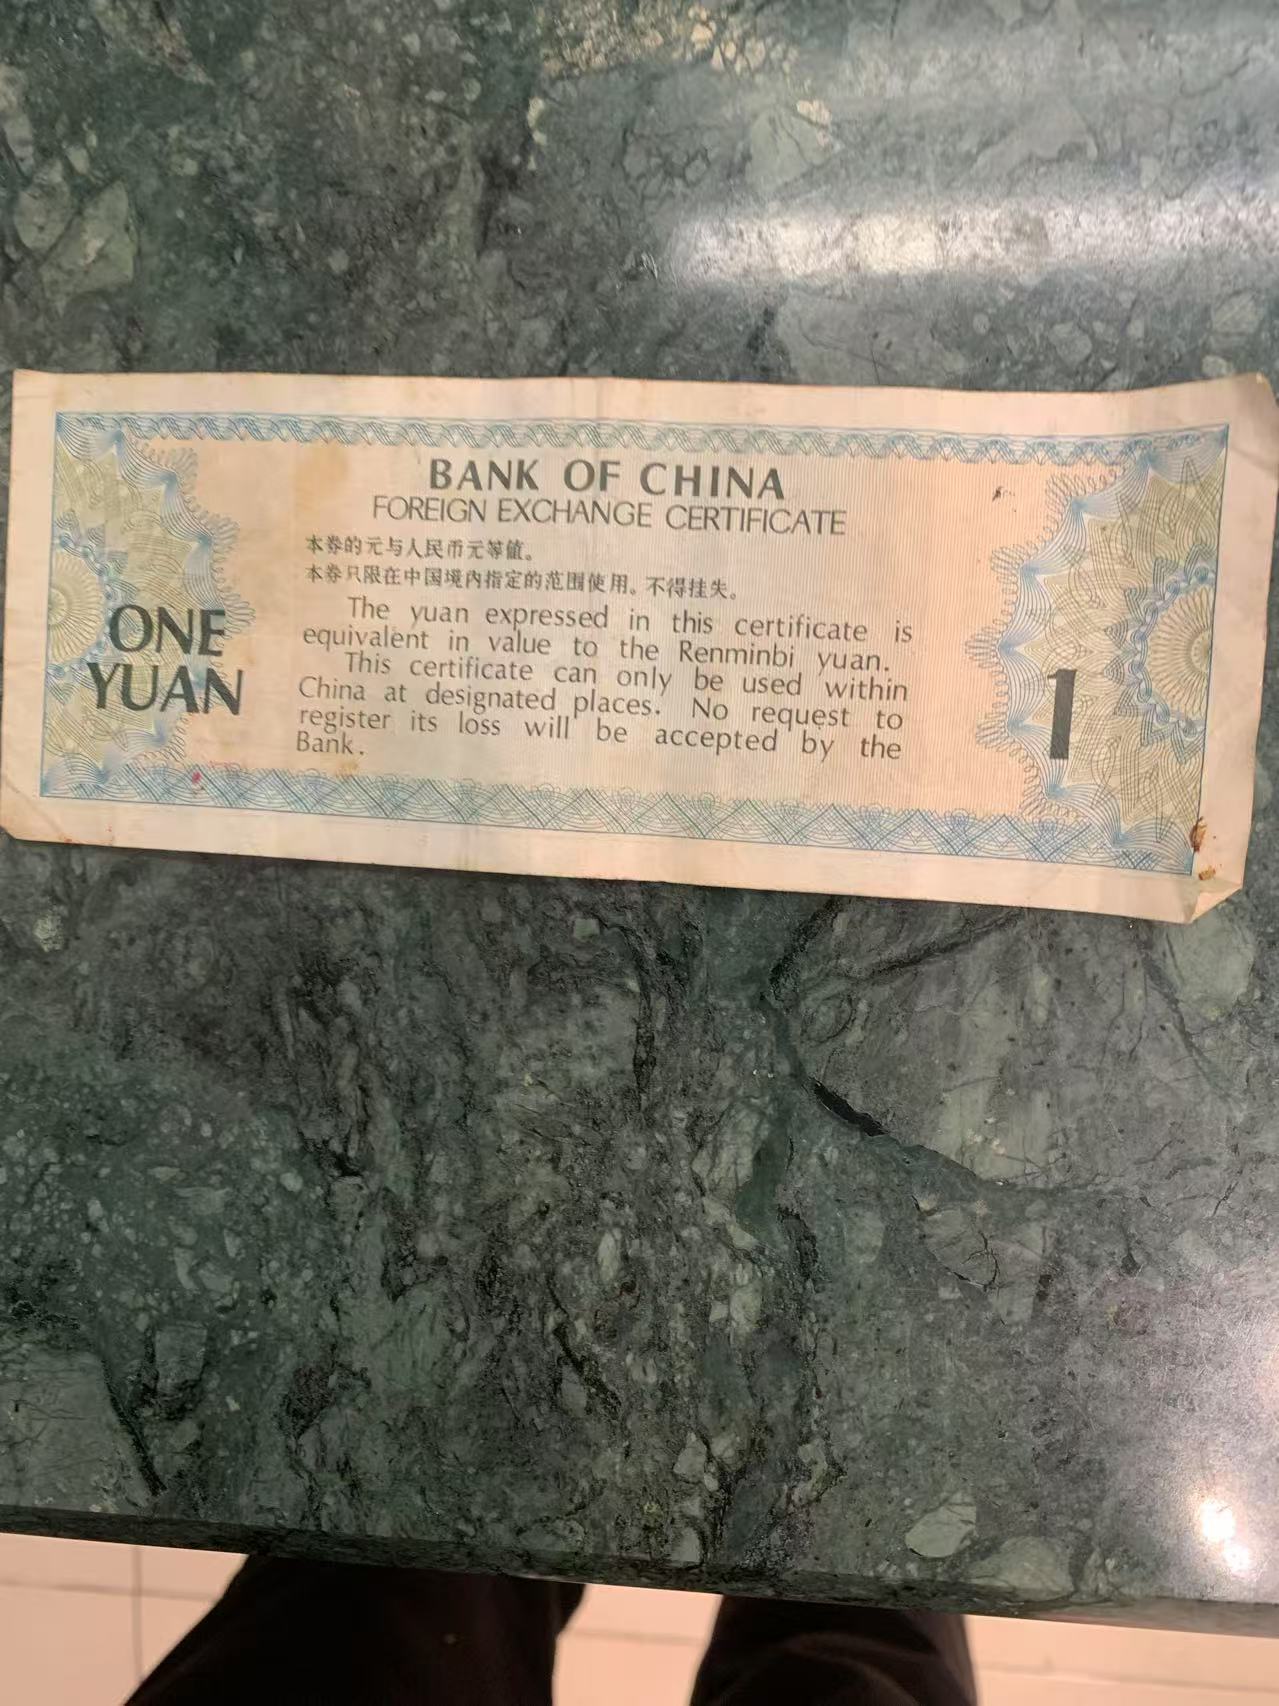 BANK OF CHINA
FOREIGN EXCHANGE CERTIFICATE
本券的元与人民币元等值。
本券只限在中国境内指定的范围使用。不得挂失。
The yuan expressed in this certificate is
equivalent in value to the Renminbi yuan.
This certificate can only be used within
China at designated places. No request to
register its loss will be accepted by the
Bank.
ONE
YUAN
1